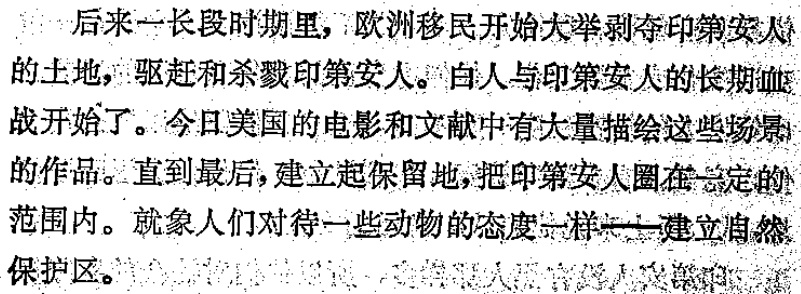 后来一长段时期里，欧洲移民开始大举剥夺印第安人
的土地，驱赶和杀戮印第安人。白人与印第安人的长期血
战开始了。今日美国的电影和文献中有大量描绘这些场景
的作品。直到最后，建立起保留地，把印第安人圈在一定的
范围内。就象人们对待一些动物的态度一样——建立自然
保护区。